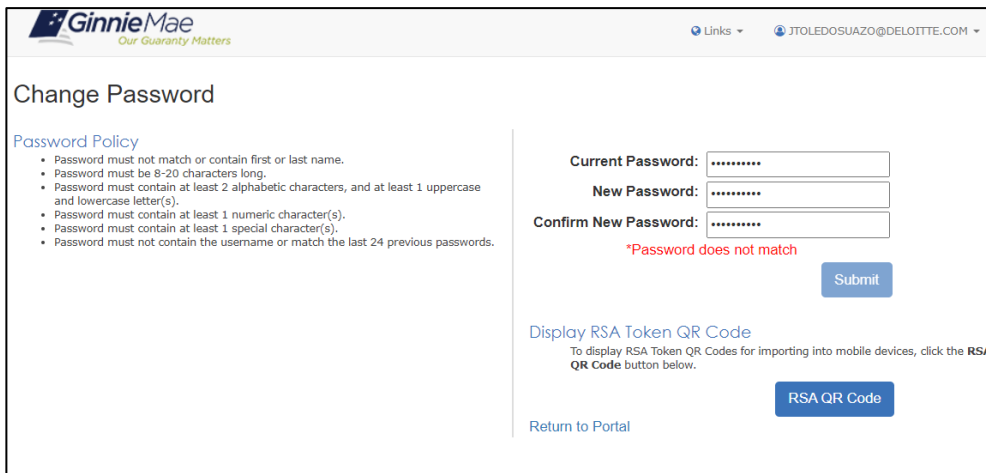 GinnieMae
Our Guaranty Matters
Links
JTOLEDOSUAZO@DELOITTE.COM
Change Password
Password Policy
• Password must not match or contain first or last name.
• Password must be 8-20 characters long.
• Password must contain at least 2 alphabetic characters, and at least 1 uppercase
and lowercase letter(s).
• Password must contain at least 1 numeric character(s).
• Password must contain at least 1 special character(s).
• Password must not contain the username or match the last 24 previous passwords.
Current Password: ••••••••••
New Password: ••••••••••
Confirm New Password: ••••••••••
*Password does not match
Submit
Display RSA Token QR Code
To display RSA Token QR Codes for importing into mobile devices, click the RSA
QR Code button below.
RSA QR Code
Return to Portal